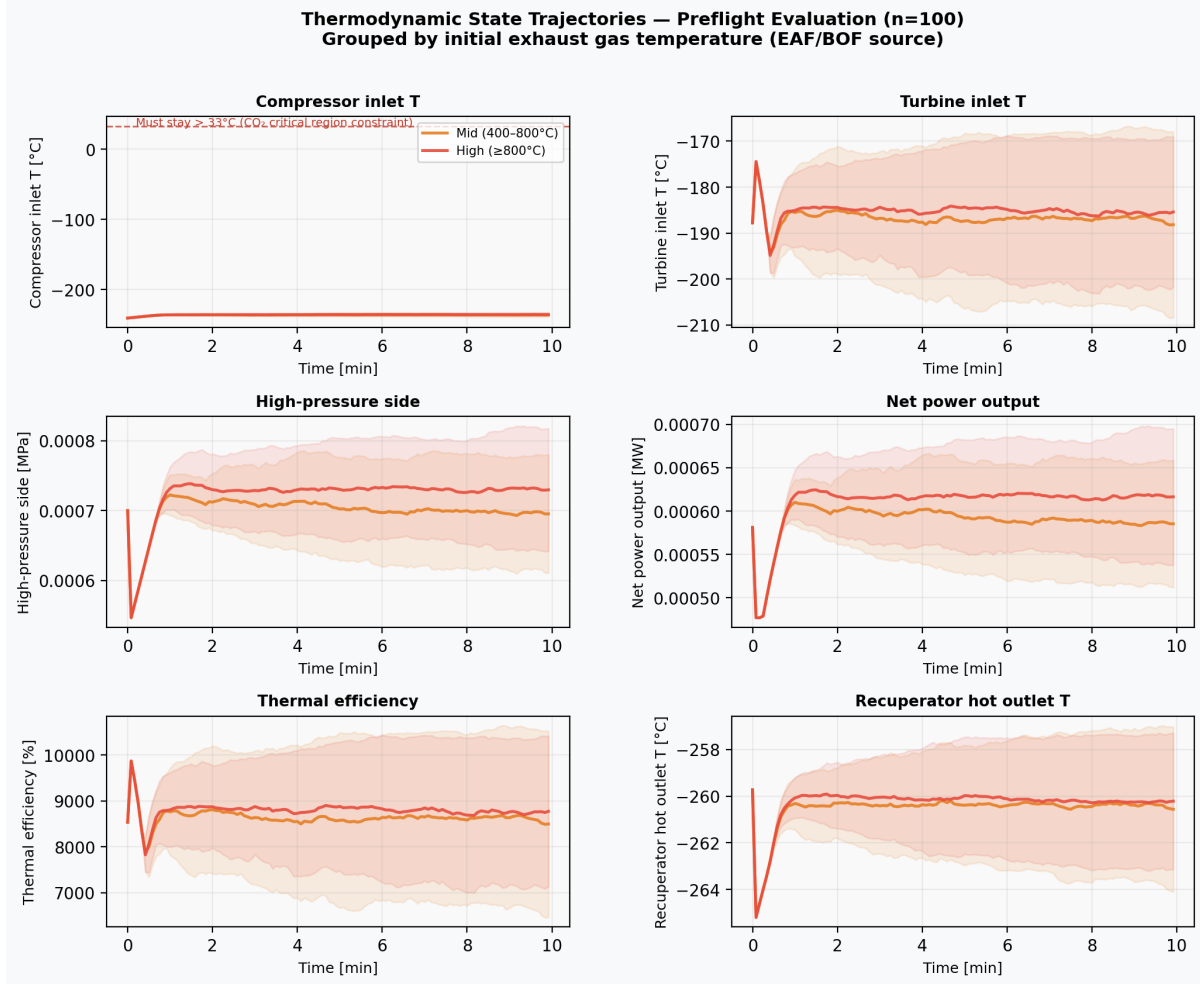 Thermodynamic State Trajectories — Preflight Evaluation (n=100)
Grouped by initial exhaust gas temperature (EAF/BOF source)
Compressor inlet T
Must stay > 33°C (CO₂ critical region constraint)
Mid (400–800°C)
High (≥800°C)
Compressor inlet T [°C]
0
−100
−200
0 2 4 6 8 10
Time [min]
Turbine inlet T
Turbine inlet T [°C]
−170
−180
−190
−200
−210
0 2 4 6 8 10
Time [min]
High-pressure side
High-pressure side [MPa]
0.0008
0.0007
0.0006
0 2 4 6 8 10
Time [min]
Net power output
Net power output [MW]
0.00070
0.00065
0.00060
0.00055
0.00050
0 2 4 6 8 10
Time [min]
Thermal efficiency
Thermal efficiency [%]
10000
9000
8000
7000
0 2 4 6 8 10
Time [min]
Recuperator hot outlet T
Recuperator hot outlet T [°C]
−258
−260
−262
−264
0 2 4 6 8 10
Time [min]